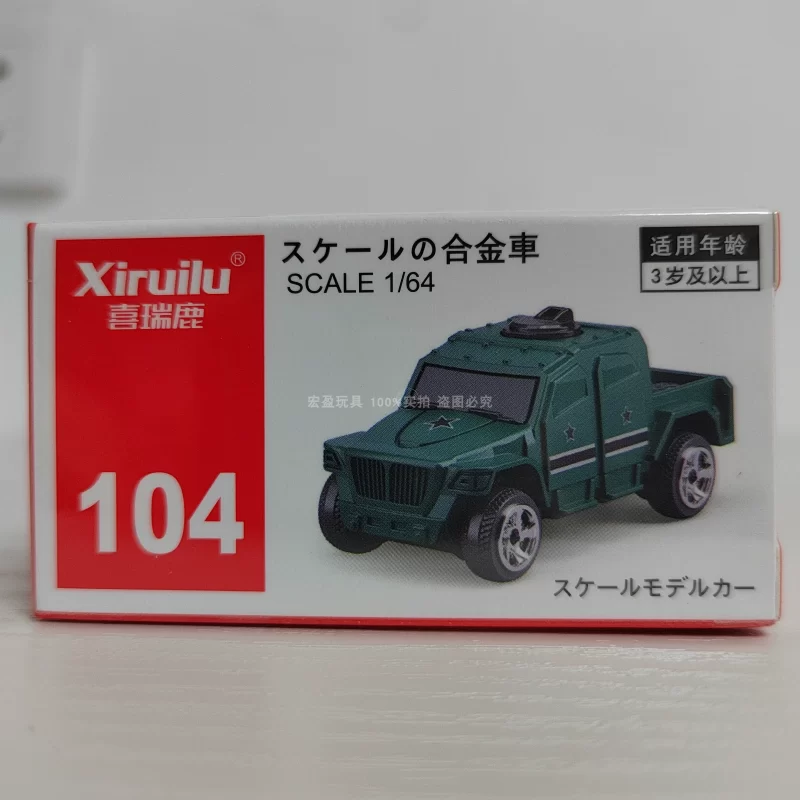 Xiruilu®
喜瑞鹿
104
スケールの合金車
SCALE 1/64
适用年龄
3岁及以上
宏盈玩具 100%实拍 盗图必究
スケールモデルカー